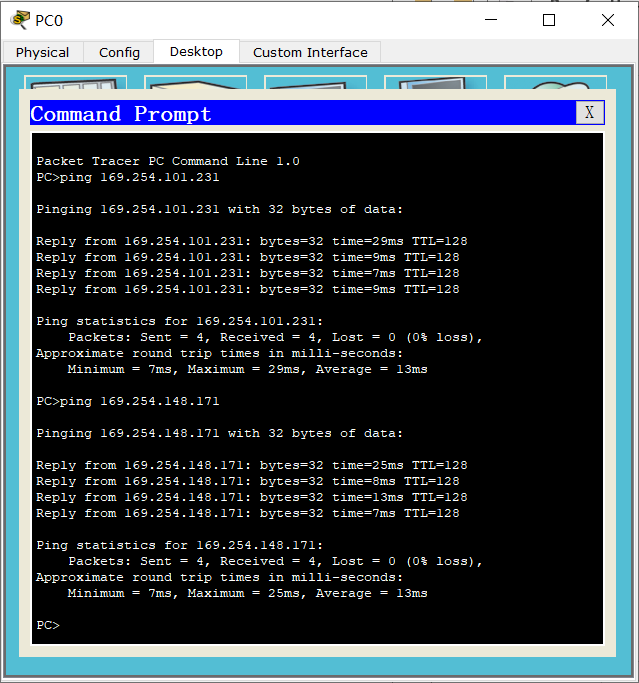 PC0
Physical Config Desktop Custom Interface
Command Prompt X
Packet Tracer PC Command Line 1.0
PC>ping 169.254.101.231
Pinging 169.254.101.231 with 32 bytes of data:
Reply from 169.254.101.231: bytes=32 time=29ms TTL=128
Reply from 169.254.101.231: bytes=32 time=9ms TTL=128
Reply from 169.254.101.231: bytes=32 time=7ms TTL=128
Reply from 169.254.101.231: bytes=32 time=9ms TTL=128
Ping statistics for 169.254.101.231:
Packets: Sent = 4, Received = 4, Lost = 0 (0% loss),
Approximate round trip times in milli-seconds:
Minimum = 7ms, Maximum = 29ms, Average = 13ms
PC>ping 169.254.148.171
Pinging 169.254.148.171 with 32 bytes of data:
Reply from 169.254.148.171: bytes=32 time=25ms TTL=128
Reply from 169.254.148.171: bytes=32 time=8ms TTL=128
Reply from 169.254.148.171: bytes=32 time=13ms TTL=128
Reply from 169.254.148.171: bytes=32 time=7ms TTL=128
Ping statistics for 169.254.148.171:
Packets: Sent = 4, Received = 4, Lost = 0 (0% loss),
Approximate round trip times in milli-seconds:
Minimum = 7ms, Maximum = 25ms, Average = 13ms
PC>